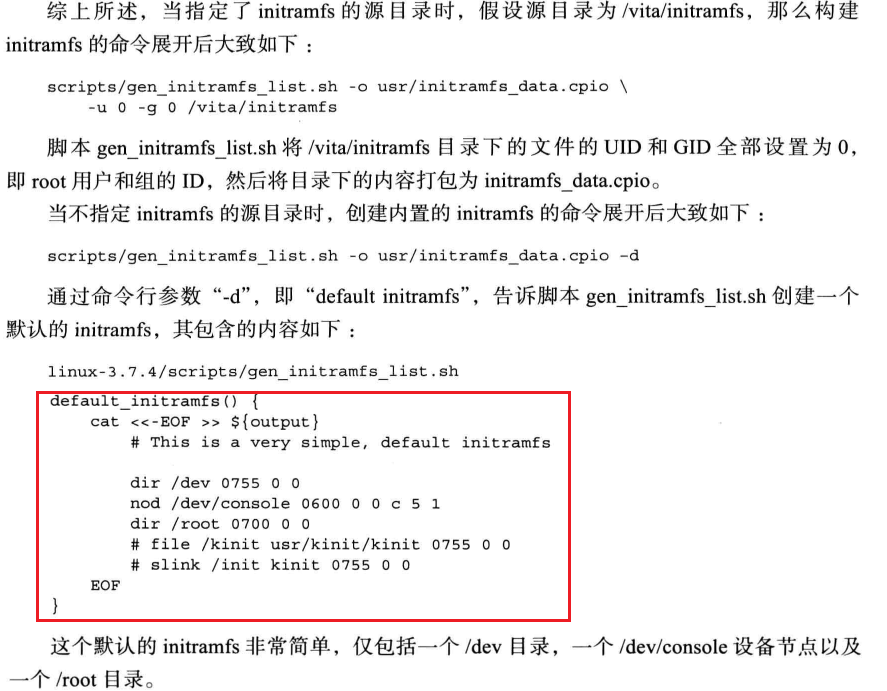 综上所述，当指定了 initramfs 的源目录时，假设源目录为 /vita/initramfs，那么构建
initramfs 的命令展开后大致如下：
scripts/gen_initramfs_list.sh -o usr/initramfs_data.cpio \
-u 0 -g 0 /vita/initramfs
脚本 gen_initramfs_list.sh 将 /vita/initramfs 目录下的文件的 UID 和 GID 全部设置为 0，
即 root 用户和组的 ID，然后将目录下的内容打包为 initramfs_data.cpio。
当不指定 initramfs 的源目录时，创建内置的 initramfs 的命令展开后大致如下：
scripts/gen_initramfs_list.sh -o usr/initramfs_data.cpio –d
通过命令行参数“-d”，即“default initramfs”，告诉脚本 gen_initramfs_list.sh 创建一个
默认的 initramfs，其包含的内容如下：
linux-3.7.4/scripts/gen_initramfs_list.sh
default_initramfs() {
cat <<-EOF >> ${output}
# This is a very simple, default initramfs
dir /dev 0755 0 0
nod /dev/console 0600 0 0 c 5 1
dir /root 0700 0 0
# file /kinit usr/kinit/kinit 0755 0 0
# slink /init kinit 0755 0 0
EOF
}
这个默认的 initramfs 非常简单，仅包括一个 /dev 目录，一个 /dev/console 设备节点以及
一个 /root 目录。